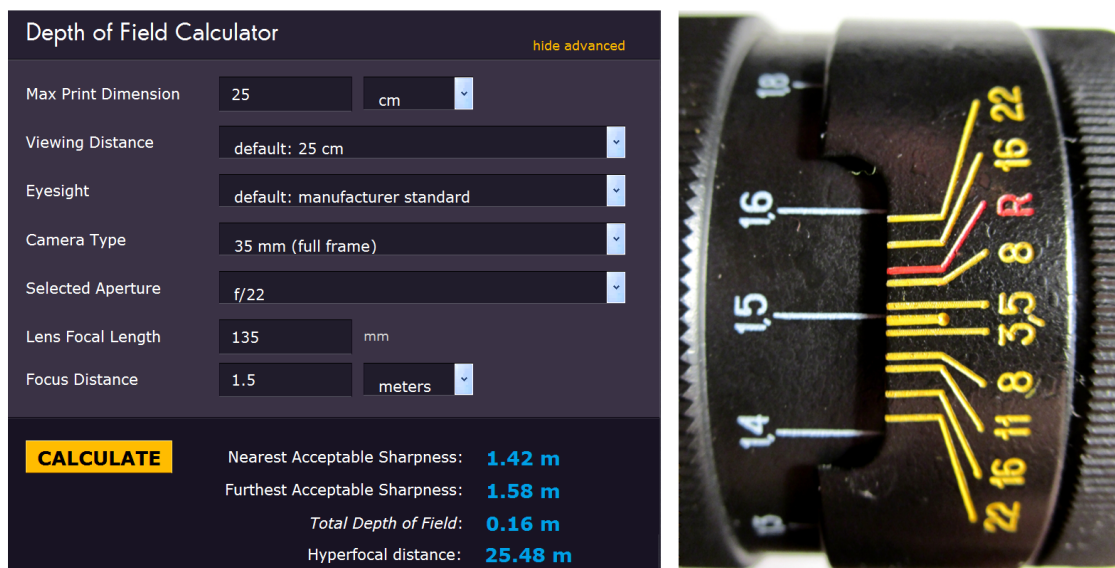 Depth of Field Calculator
hide advanced
Max Print Dimension 25 cm
Viewing Distance default: 25 cm
Eyesight default: manufacturer standard
Camera Type 35 mm (full frame)
Selected Aperture f/22
Lens Focal Length 135 mm
Focus Distance 1.5 meters
CALCULATE
Nearest Acceptable Sharpness: 1.42 m
Furthest Acceptable Sharpness: 1.58 m
Total Depth of Field: 0.16 m
Hyperfocal distance: 25.48 m
1,8
1,6
1,5
1,4
22
16
R
8
3,5
8
11
16
22